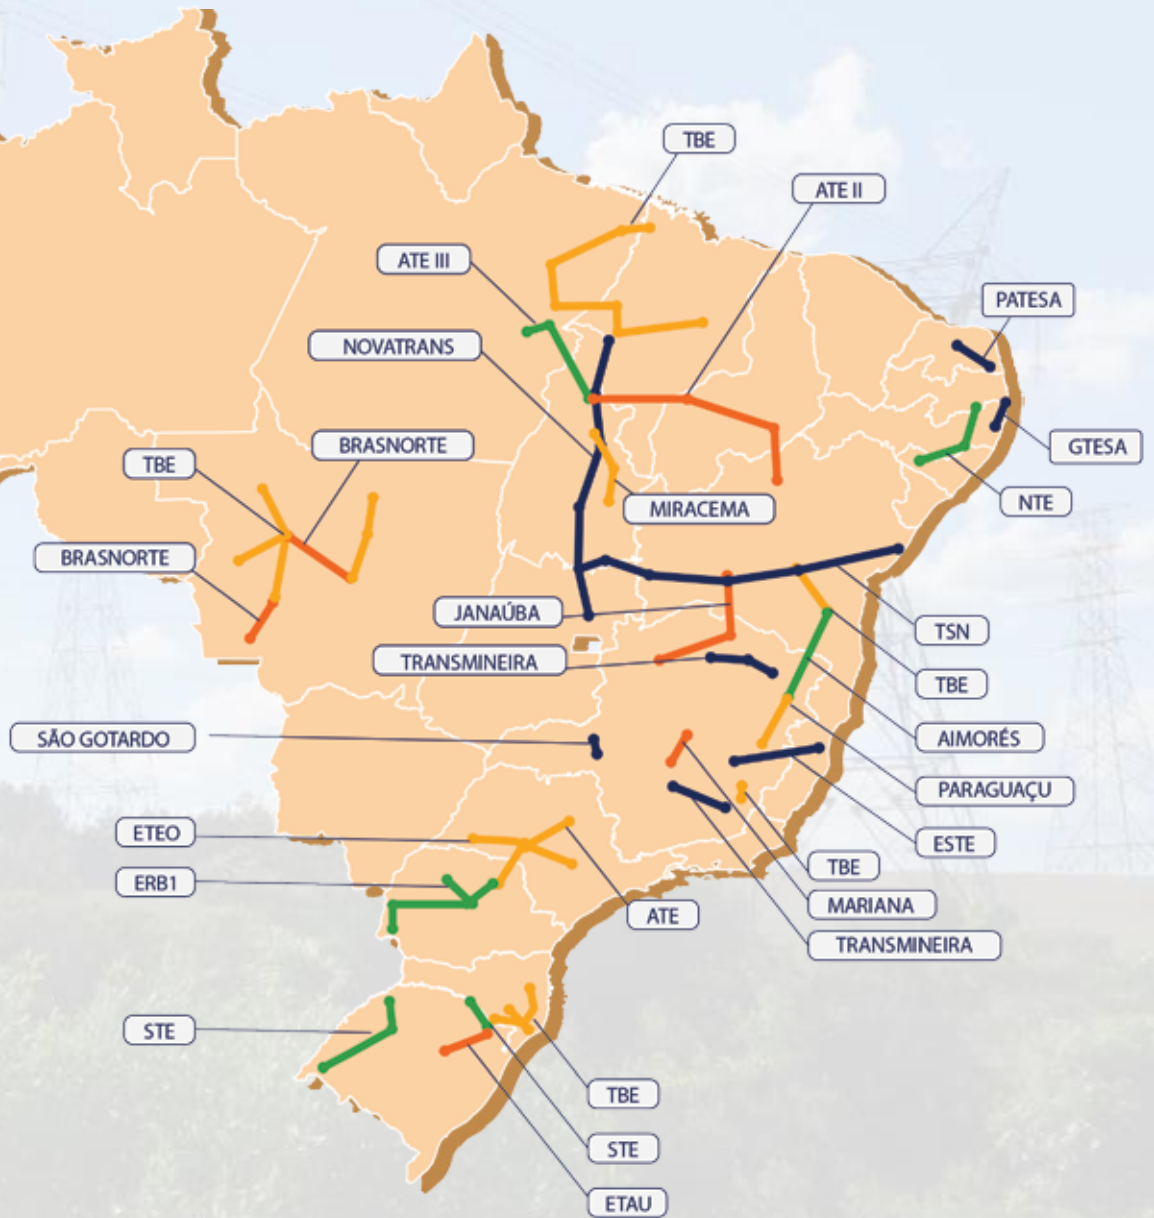 TBE
ATE II
ATE III
PATESA
NOVATRANS
BRASNORTE
GTESA
TBE
NTE
MIRACEMA
BRASNORTE
JANAÚBA
TSN
TRANSMINEIRA
TBE
SÃO GOTARDO
AIMORÉS
PARAGUAÇU
ETEO
ESTE
TBE
ERB1
MARIANA
ATE
TRANSMINEIRA
STE
TBE
STE
ETAU